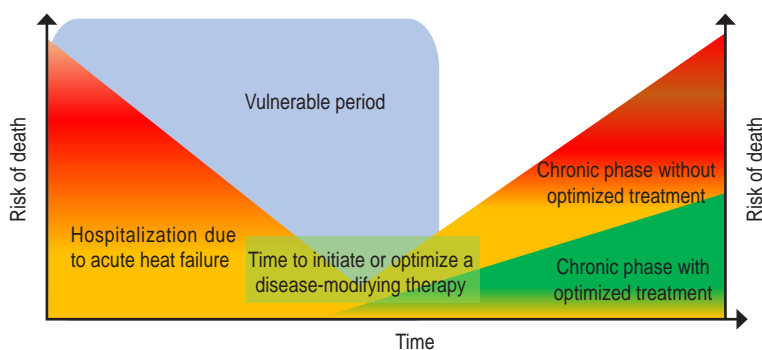 Risk of death
Vulnerable period
Hospitalization due
to acute heat failure
Time to initiate or optimize a
disease-modifying therapy
Chronic phase without
optimized treatment
Chronic phase with
optimized treatment
Risk of death
Time